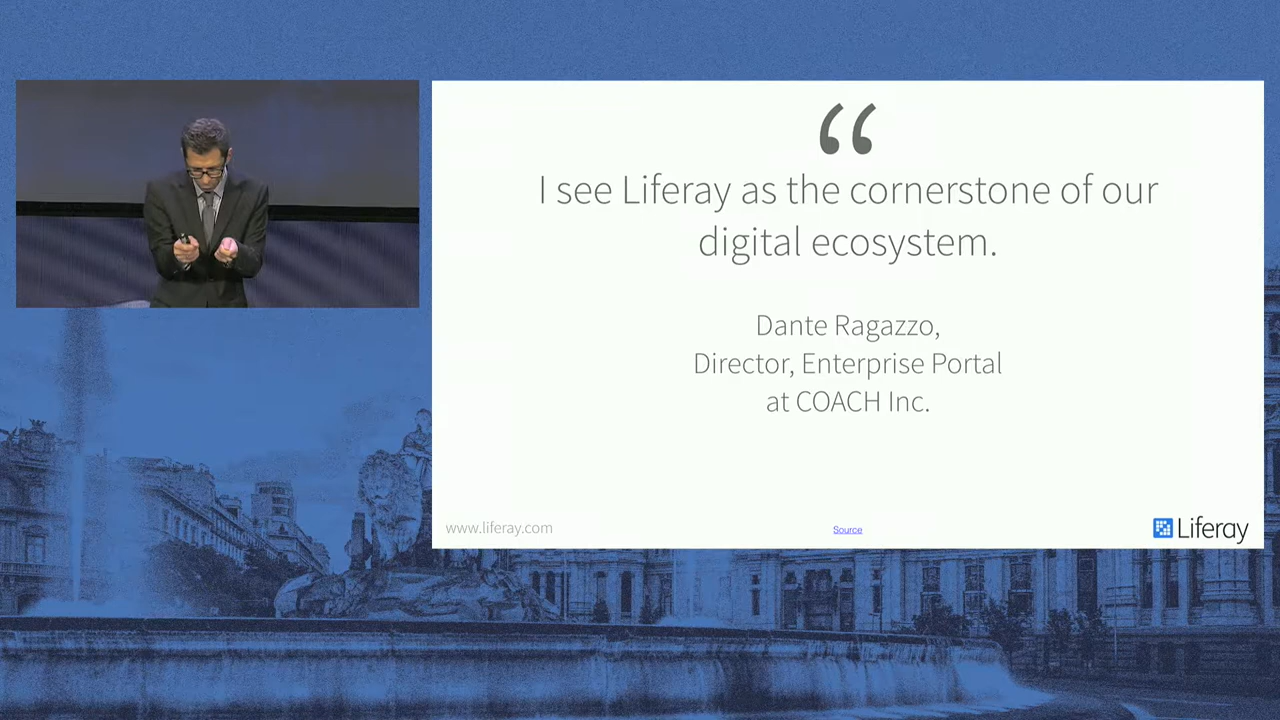 “
I see Liferay as the cornerstone of our
digital ecosystem.
Dante Ragazzo,
Director, Enterprise Portal
at COACH Inc.
www.liferay.com
Source
Liferay